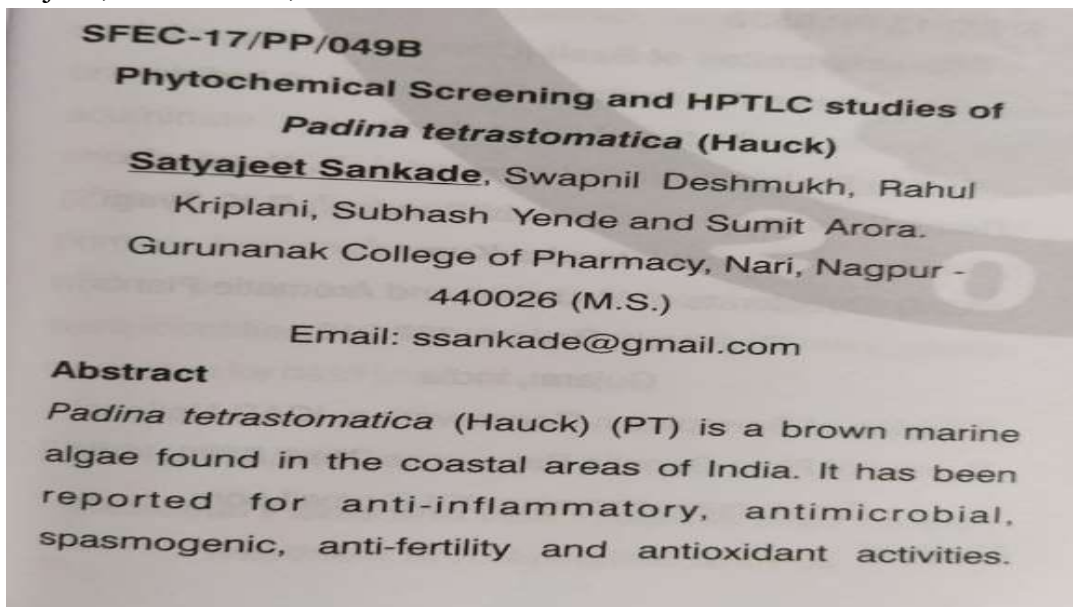 SFEC-17/PP/049B
Phytochemical Screening and HPTLC studies of
Padina tetrastomatica (Hauck)
Satyajeet Sankade, Swapnil Deshmukh, Rahul
Kriplani, Subhash Yende and Sumit Arora.
Gurunanak College of Pharmacy, Nari, Nagpur -
440026 (M.S.)
Email: ssankade@gmail.com
Abstract
Padina tetrastomatica (Hauck) (PT) is a brown marine
algae found in the coastal areas of India. It has been
reported for anti-inflammatory, antimicrobial,
spasmogenic, anti-fertility and antioxidant activities.